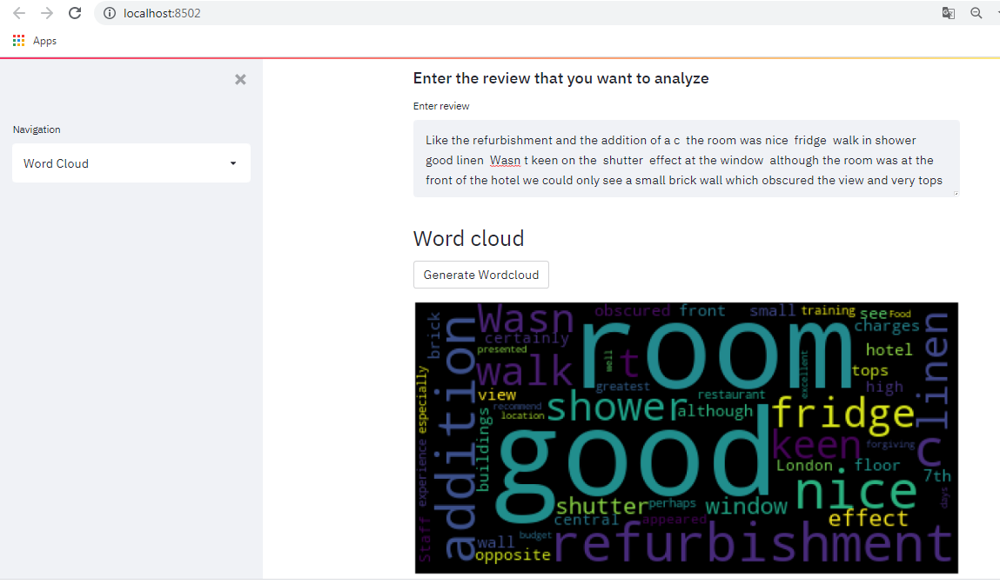 localhost:8502
Apps
Navigation
Word Cloud
Enter the review that you want to analyze
Enter review
Like the refurbishment and the addition of a c the room was nice fridge walk in shower
good linen Wasn t keen on the shutter effect at the window although the room was at the
front of the hotel we could only see a small brick wall which obscured the view and very tops
Word cloud
Generate Wordcloud
brick
addition
Wasn
obscured
front
small
training
see
Food
charges
linen
certainly
presented
walk
room
well
t
greatest
excellent
hotel
tops
high
especially
view
recommend
location
shower
restaurant
although
fridge
buildings
good
keen
forgiving
c
London
floor
7th
experience
Staff
shutter
perhaps
window
nice
days
central
appeared
effect
budget
wall
opposite
refurbishment